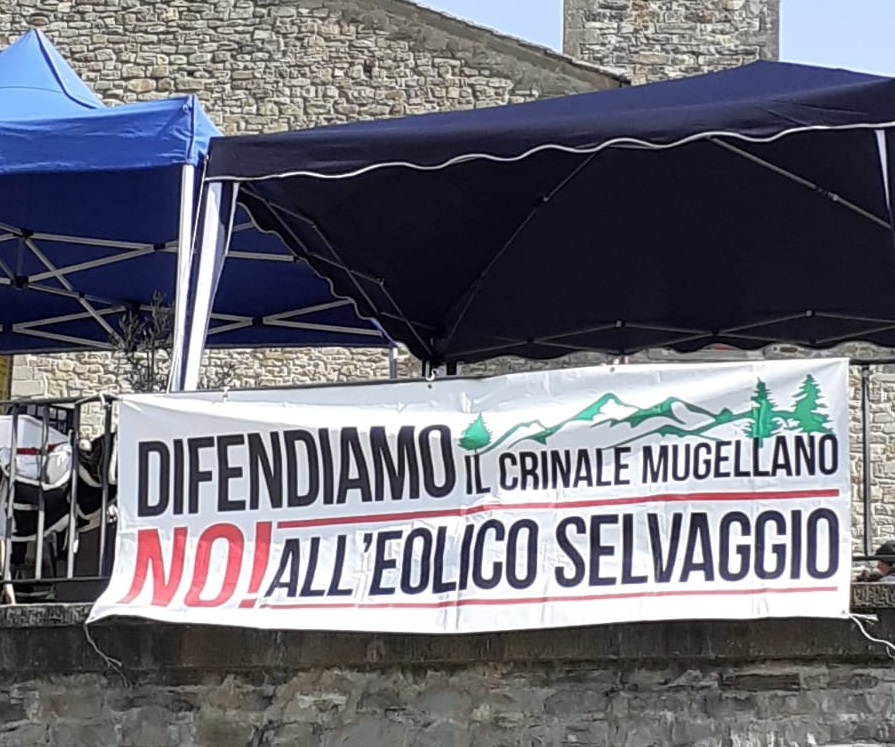 DIFENDIAMO IL CRINALE MUGELLANO
NO! ALL'EOLICO SELVAGGIO